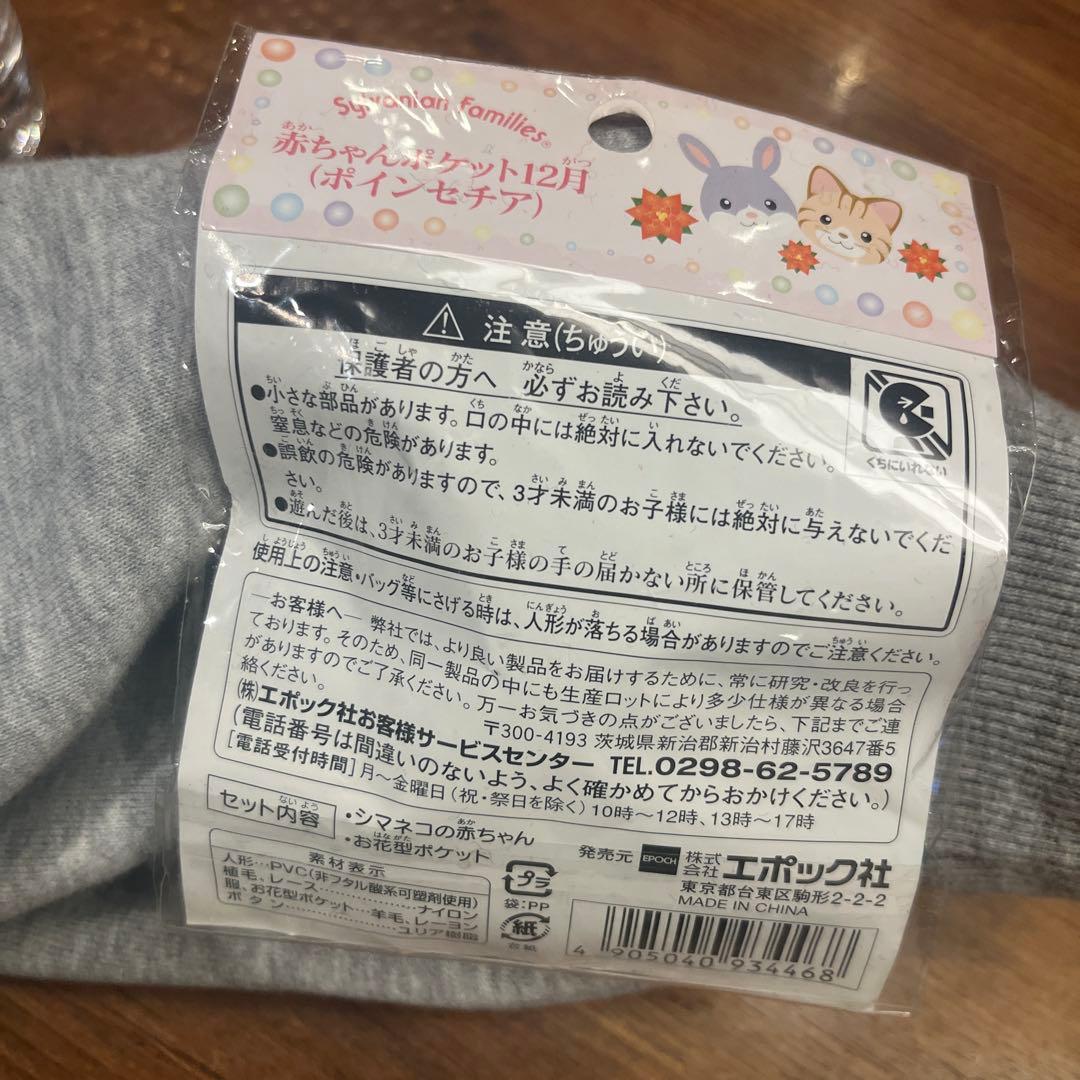 Sylvanian Families®
赤ちゃんポケット12月
(ポインセチア)
注意(ちゅうい)
保護者の方へ 必ずお読み下さい。
●小さな部品があります。口の中には絶対に入れないでください。
窒息などの危険があります。
●誤飲の危険がありますので、3才未満のお子様には絶対に与えないでくだ
さい。
●遊んだ後は、3才未満のお子様の手の届かない所に保管してください。
くちにいれない
使用上の注意・バッグ等にさげる時は、人形が落ちる場合がありますのでご注意ください。
―お客様へ― 弊社では、より良い製品をお届けするために、常に研究・改良を行っ
ております。そのため、同一製品の中にも生産ロットにより多少仕様が異なる場合
がありますのでご了承ください。万一お気づきの点がございましたら、下記までご連
絡ください。
〒300-4193 茨城県新治郡新治村藤沢3647番5
㈱エポック社お客様サービスセンター TEL.0298-62-5789
(電話番号は間違いのないよう、よく確かめてからおかけください。)
[電話受付時間]月〜金曜日(祝・祭日を除く)10時〜12時、13時〜17時
セット内容
・シマネコの赤ちゃん
・お花型ポケット
素材表示
人形…PVC(非フタル酸系可塑剤使用)
植毛、レース……………ナイロン
服、お花型ポケット…羊毛、レーヨン
ボタン……………ユリア樹脂
プラ
袋:PP
紙
台紙
発売元 EPOCH 株式会社 エポック社
東京都台東区駒形2-2-2
MADE IN CHINA
4 905040 934468